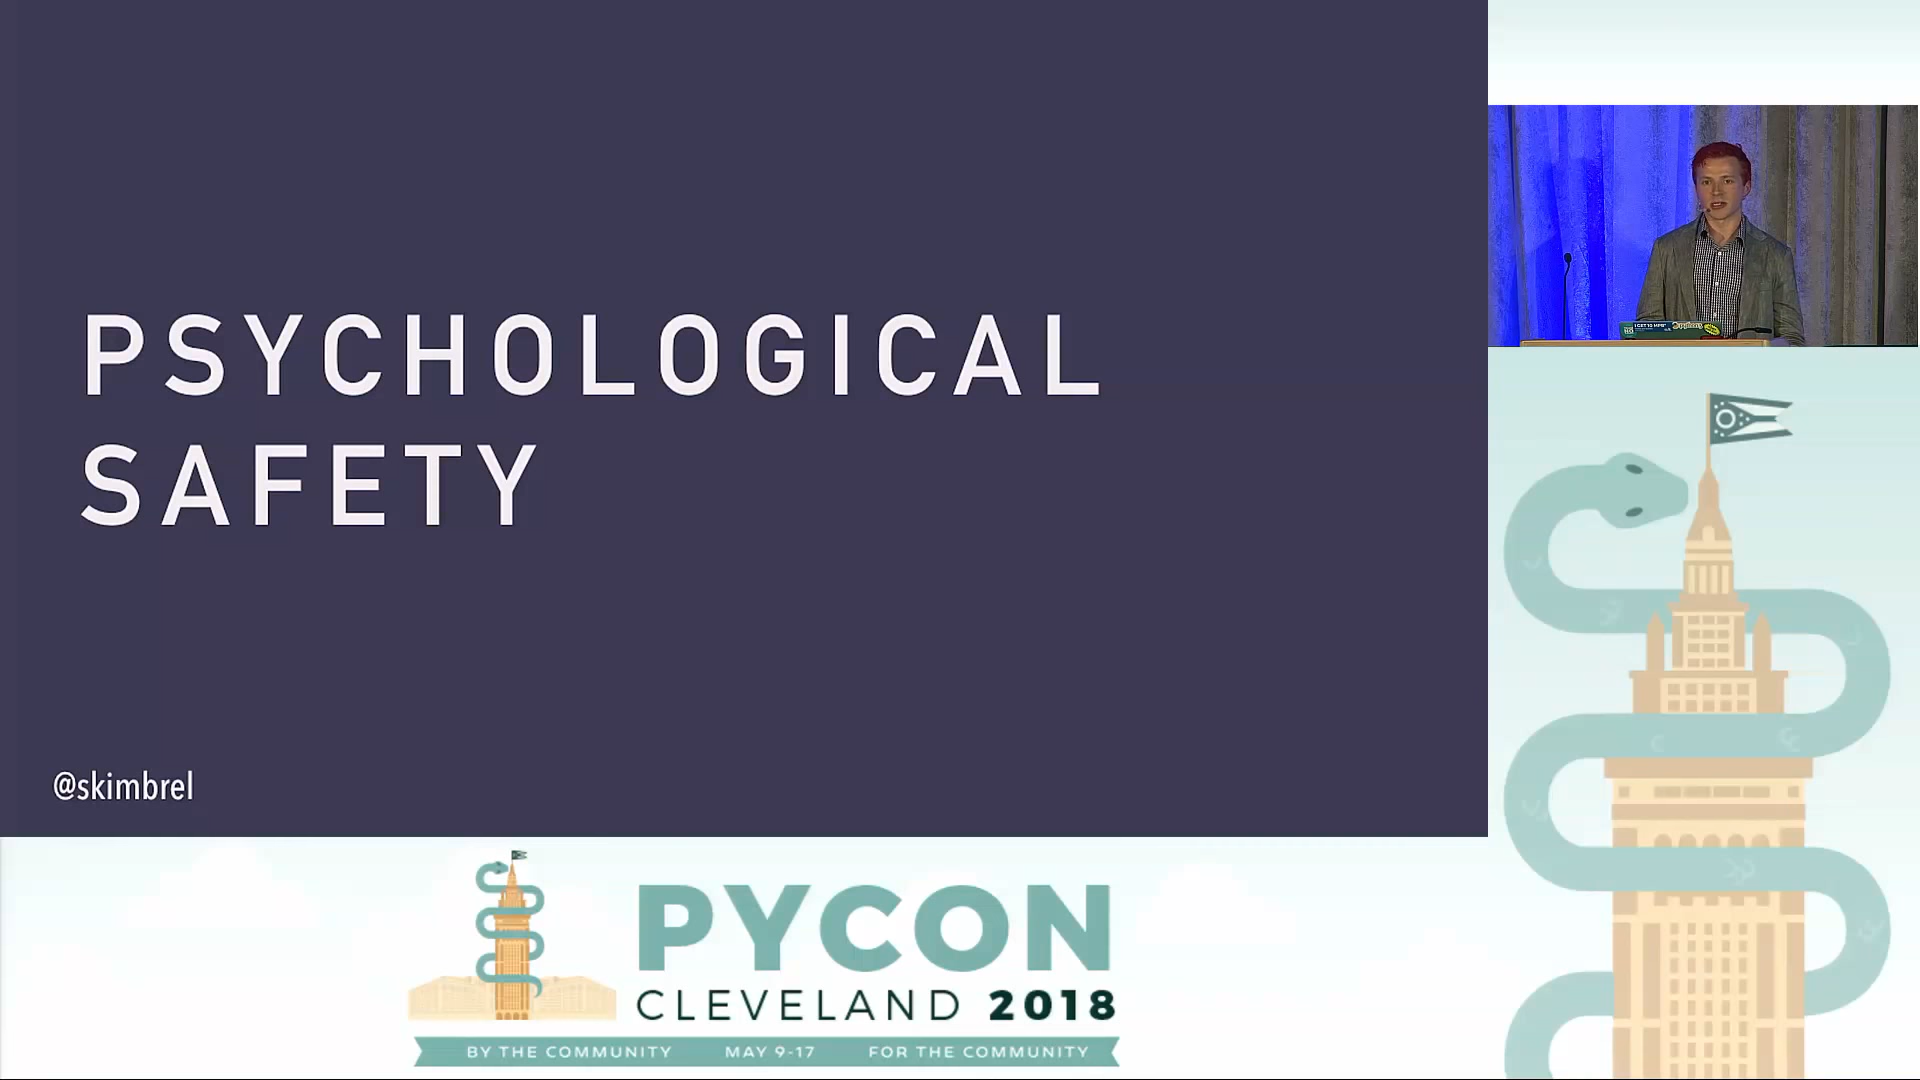 PSYCHOLOGICAL
SAFETY
@skimbrel
PYCON
CLEVELAND 2018
BY THE COMMUNITY MAY 9-17 FOR THE COMMUNITY